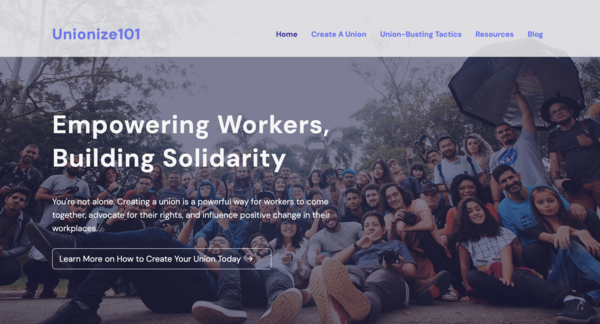 Unionize101
Home
Create A Union
Union-Busting Tactics
Resources
Blog
Empowering Workers,
Building Solidarity
You're not alone. Creating a union is a powerful way for workers to come
together, advocate for their rights, and influence positive change in their
workplaces.
Learn More on How to Create Your Union Today →